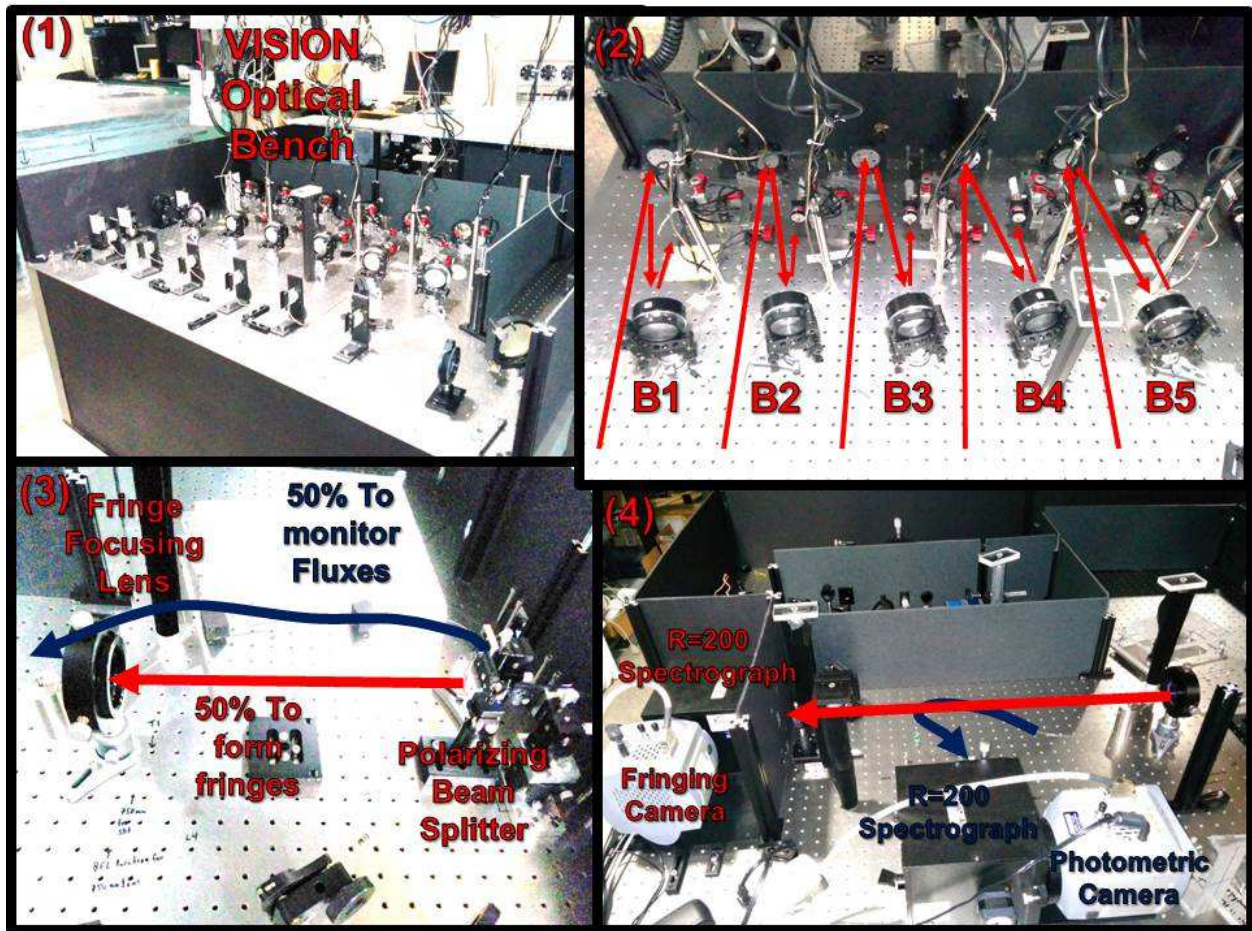 (1)
VISION
Optical
Bench
(2)
B1 B2 B3 B4 B5
(3)
Fringe
Focusing
Lens
50% To
monitor
Fluxes
50% To
form
fringes
Polarizing
Beam
Splitter
750nm
(4)
R=200
Spectrograph
Fringing
Camera
R=200
Spectrograph
Photometric
Camera